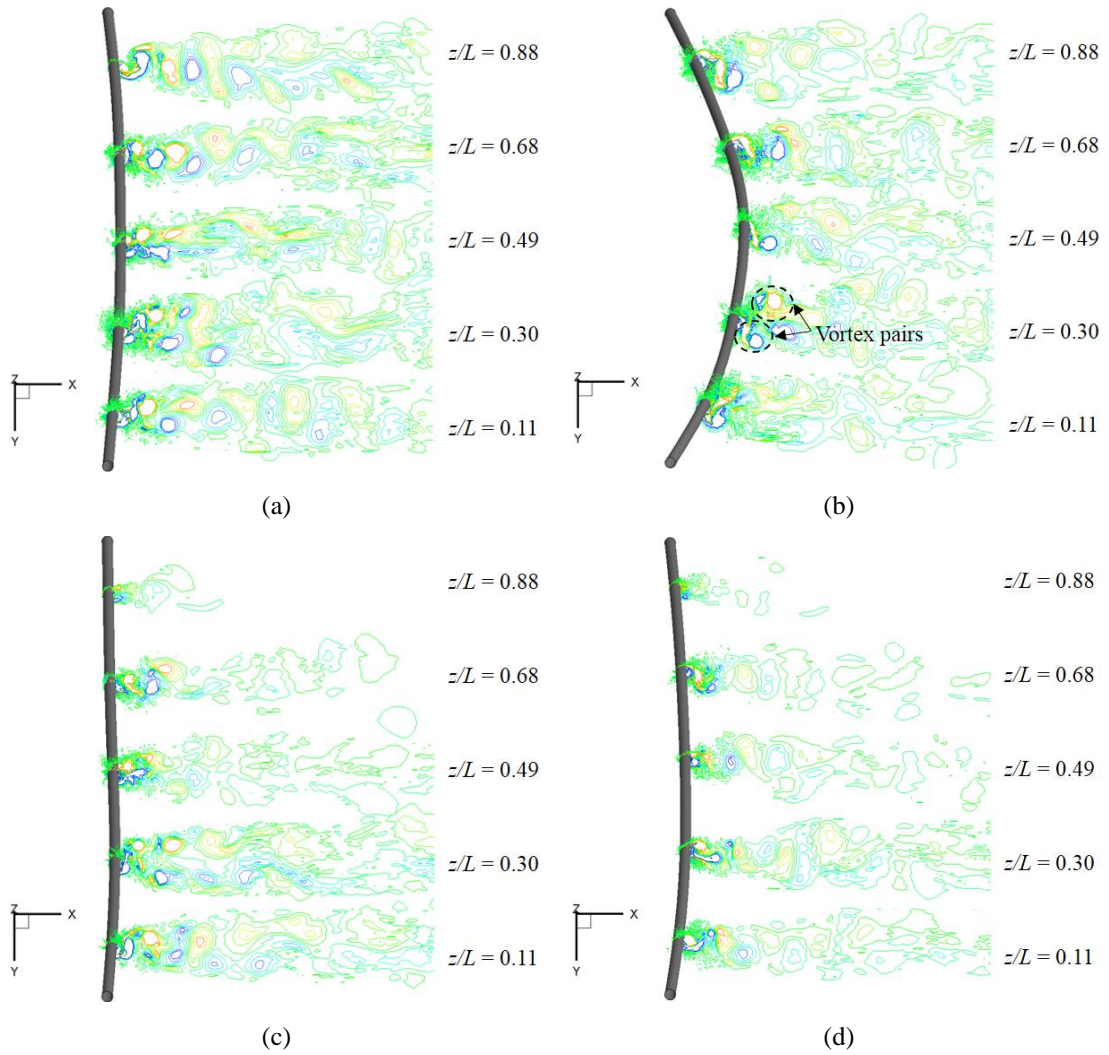 z/L = 0.88
z/L = 0.68
z/L = 0.49
z/L = 0.30
z/L = 0.11
Z
X
Y
(a)
z/L = 0.88
z/L = 0.68
z/L = 0.49
z/L = 0.30
Vortex pairs
z/L = 0.11
Z
X
Y
(b)
z/L = 0.88
z/L = 0.68
z/L = 0.49
z/L = 0.30
z/L = 0.11
Z
X
Y
(c)
z/L = 0.88
z/L = 0.68
z/L = 0.49
z/L = 0.30
z/L = 0.11
Z
X
Y
(d)